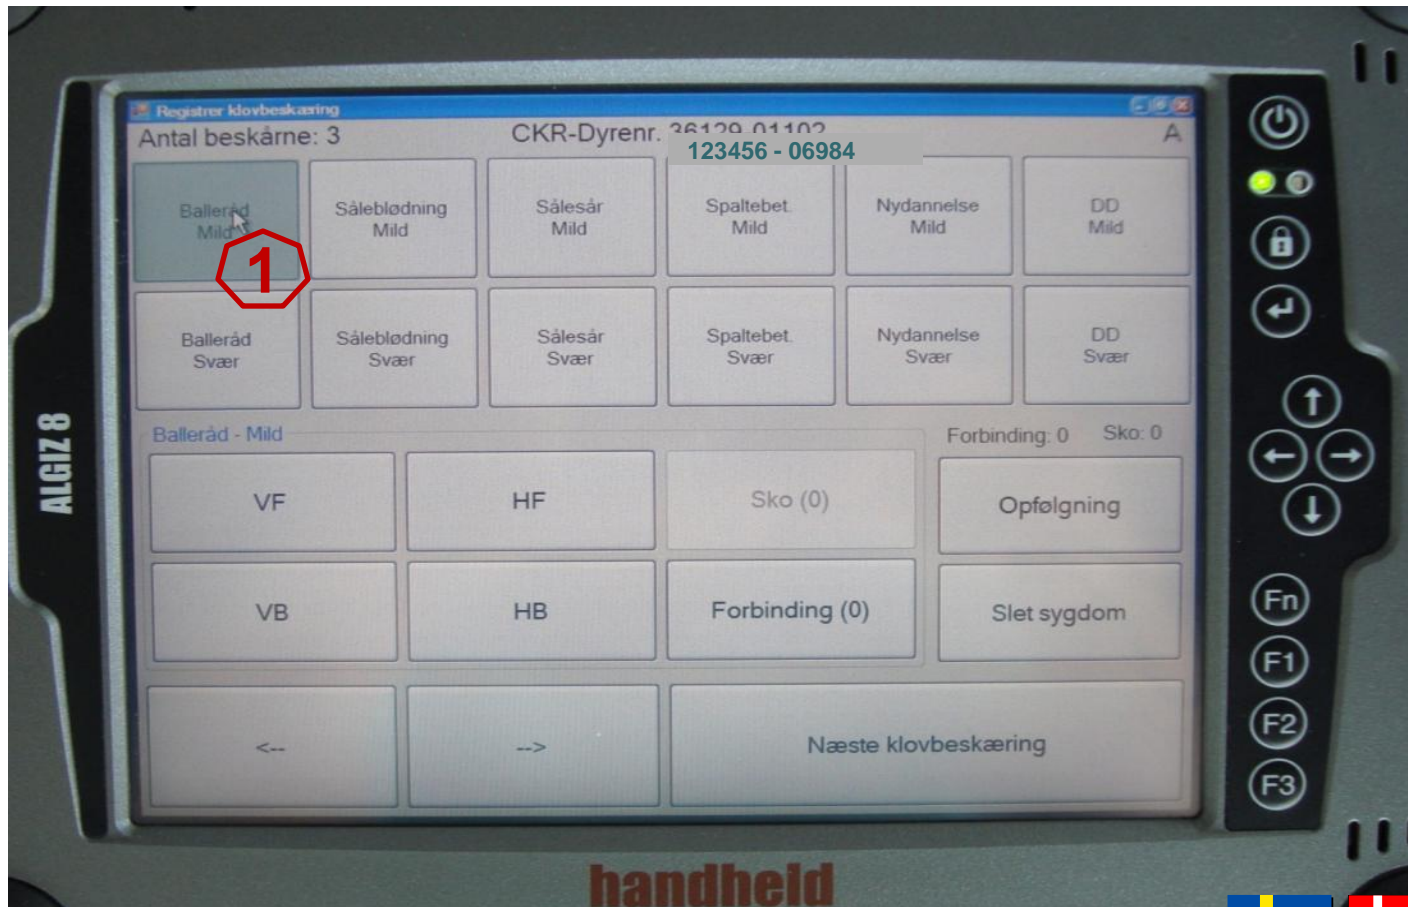 Registrer klovbeskæring
Antal beskårne: 3
CKR-Dyrenr. 36129-01102
A
123456 - 06984
Balleråd Mild
Såleblødning Mild
Sålesår Mild
Spaltebet. Mild
Nydannelse Mild
DD Mild
1
Balleråd Svær
Såleblødning Svær
Sålesår Svær
Spaltebet. Svær
Nydannelse Svær
DD Svær
Balleråd - Mild
Forbinding: 0
Sko: 0
VF
HF
Sko (0)
Opfølgning
VB
HB
Forbinding (0)
Slet sygdom
<--
-->
Næste klovbeskæring
ALGIZ 8
Fn
F1
F2
F3
handheld